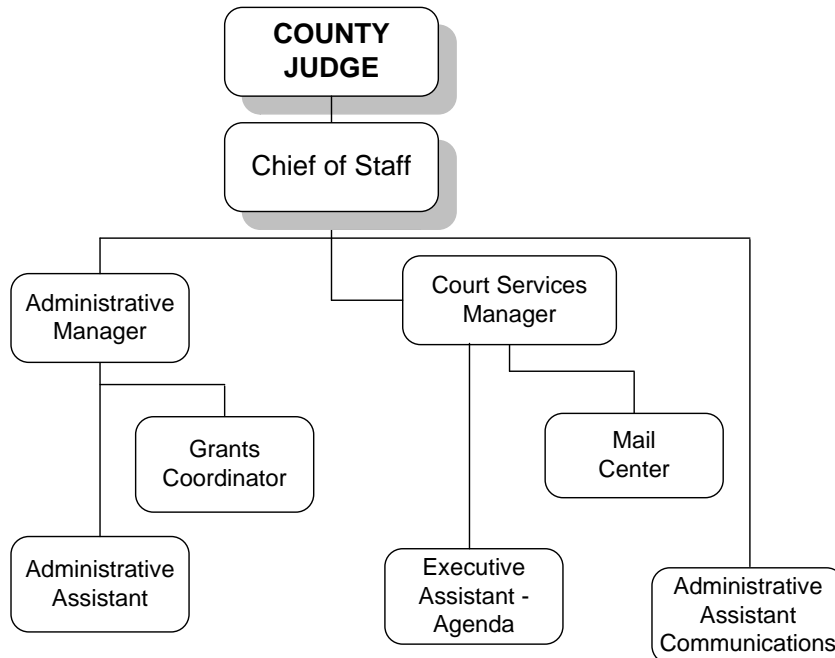 COUNTY
JUDGE
Chief of Staff
Administrative
Manager
Court Services
Manager
Grants
Coordinator
Mail
Center
Administrative
Assistant
Executive
Assistant -
Agenda
Administrative
Assistant
Communications